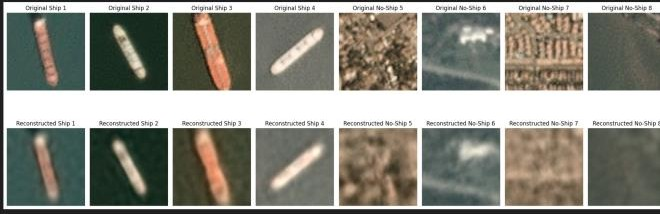 Original Ship 1
Original Ship 2
Original Ship 3
Original Ship 4
Original No-Ship 5
Original No-Ship 6
Original No-Ship 7
Original No-Ship 8
Reconstructed Ship 1
Reconstructed Ship 2
Reconstructed Ship 3
Reconstructed Ship 4
Reconstructed No-Ship 5
Reconstructed No-Ship 6
Reconstructed No-Ship 7
Reconstructed No-Ship 8